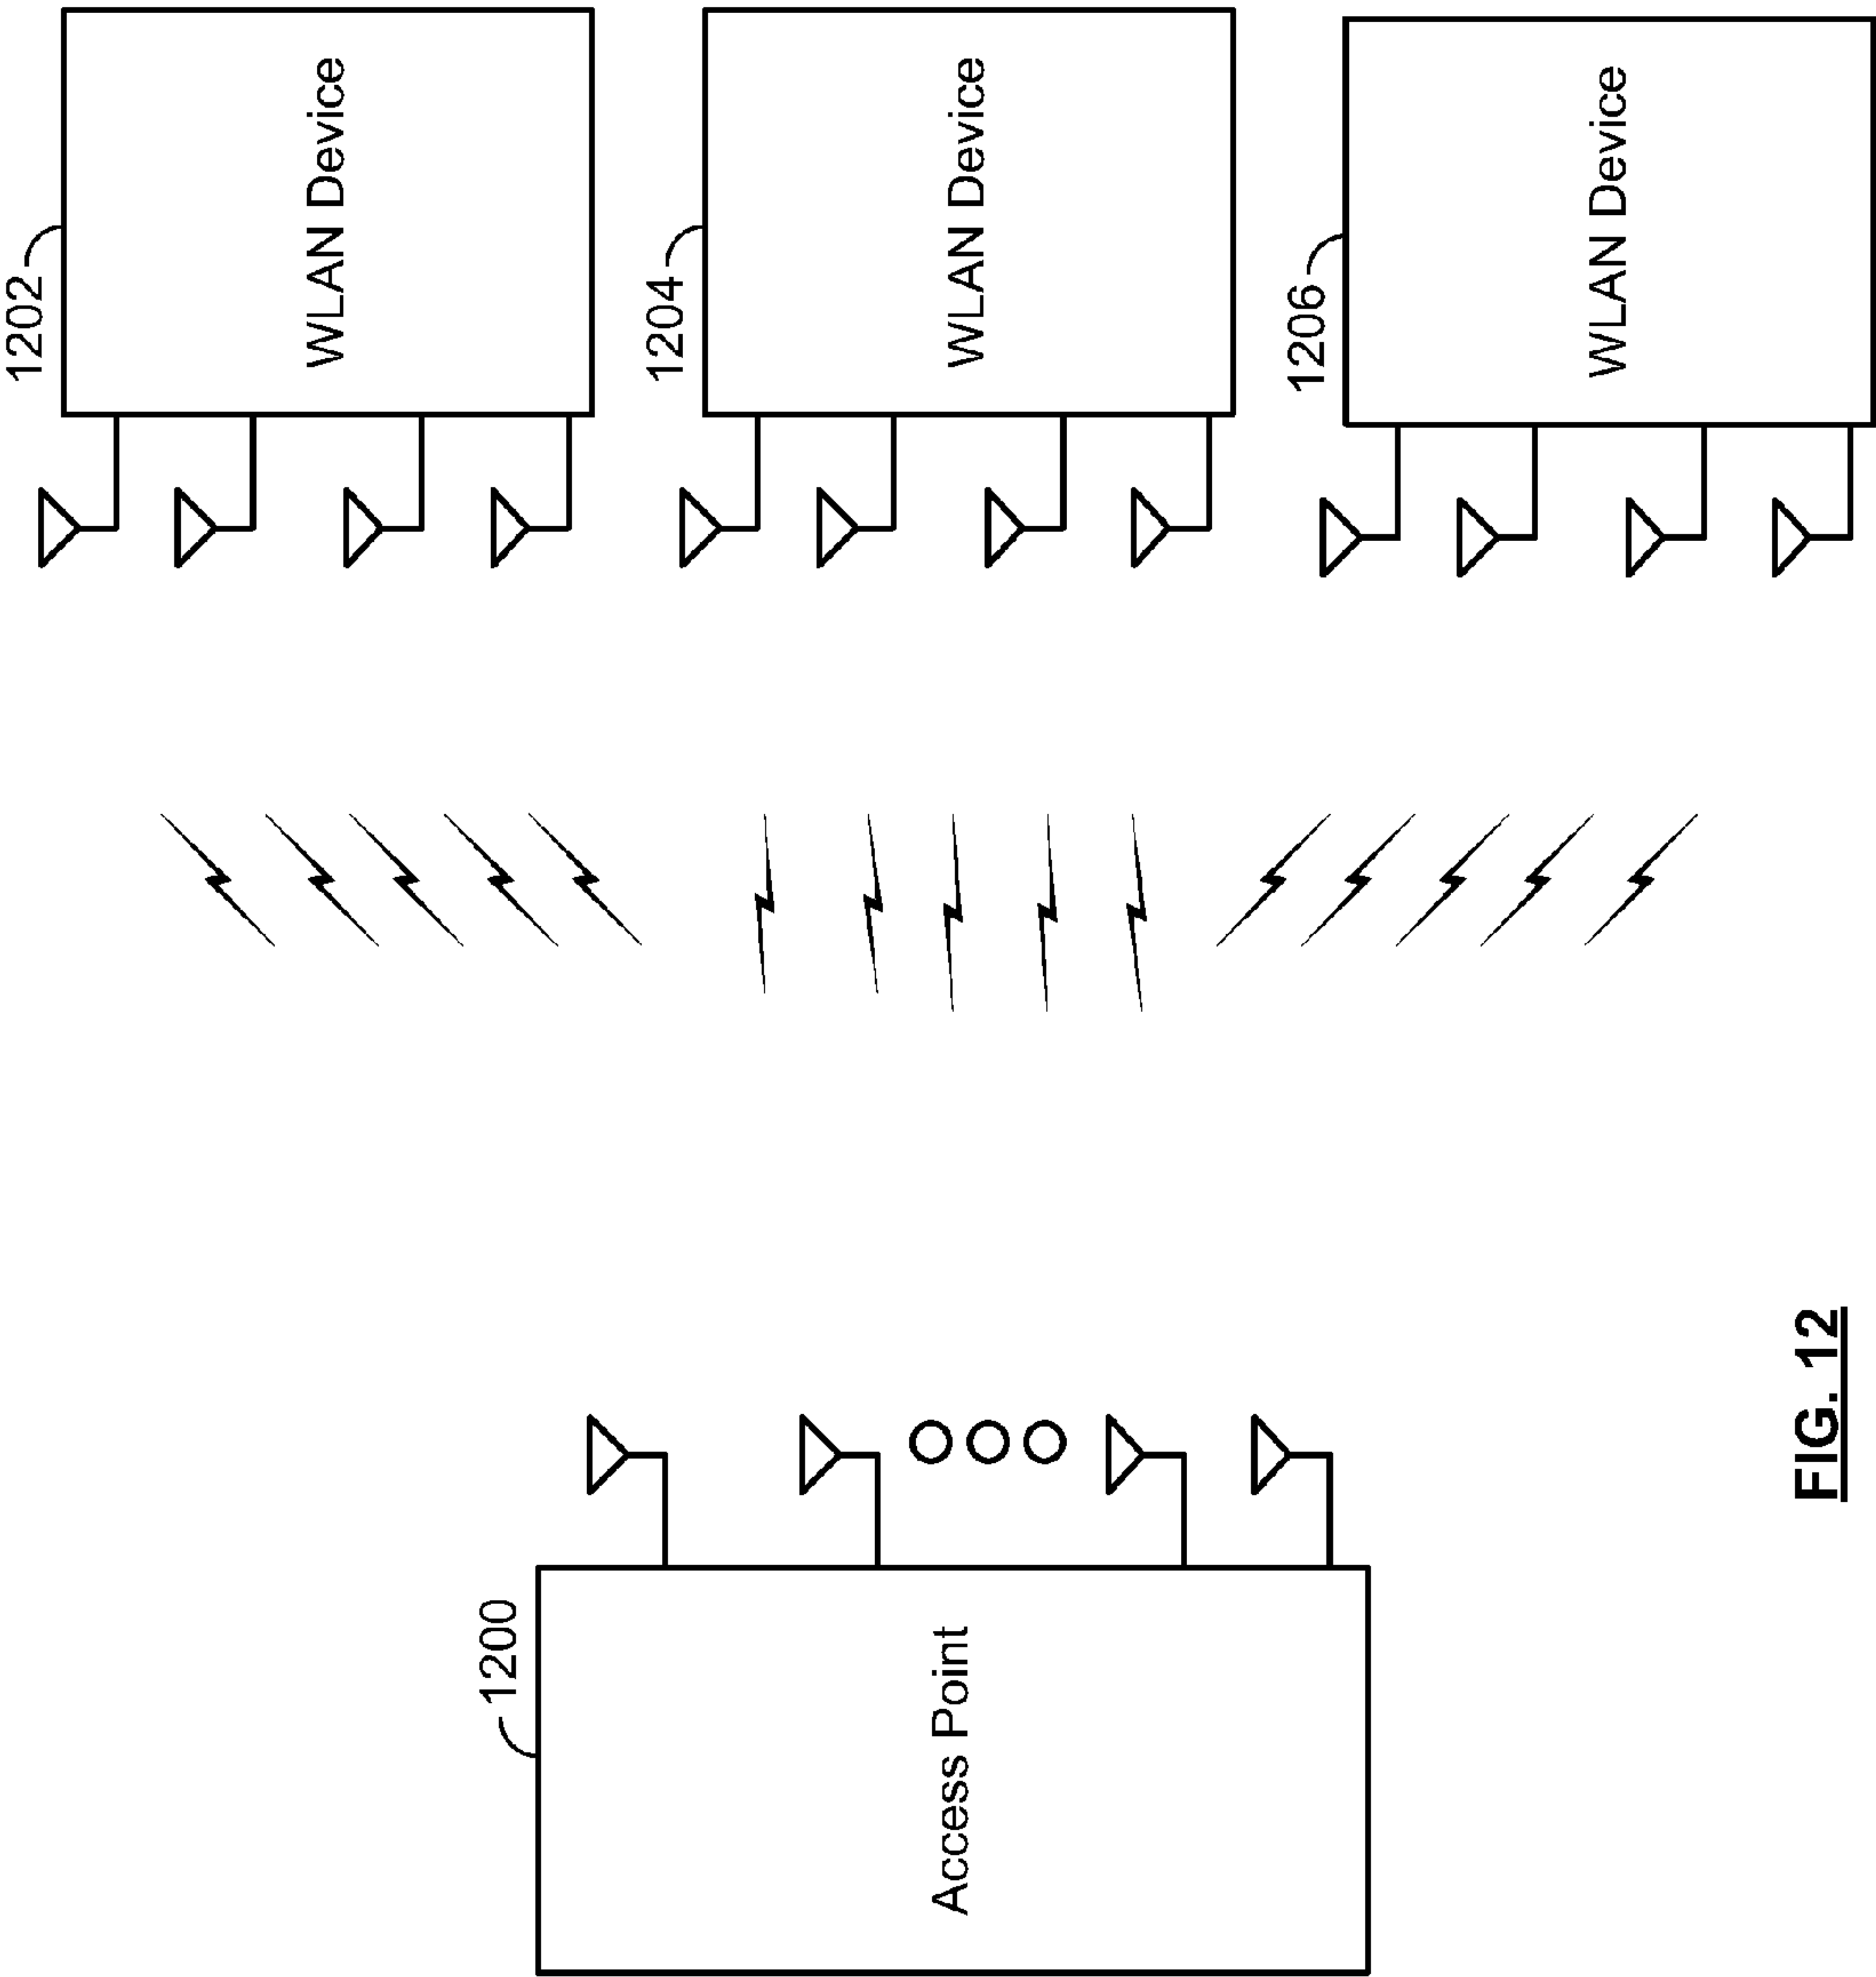 1202
WLAN Device
1204
WLAN Device
1206
WLAN Device
1200
Access Point
FIG. 12